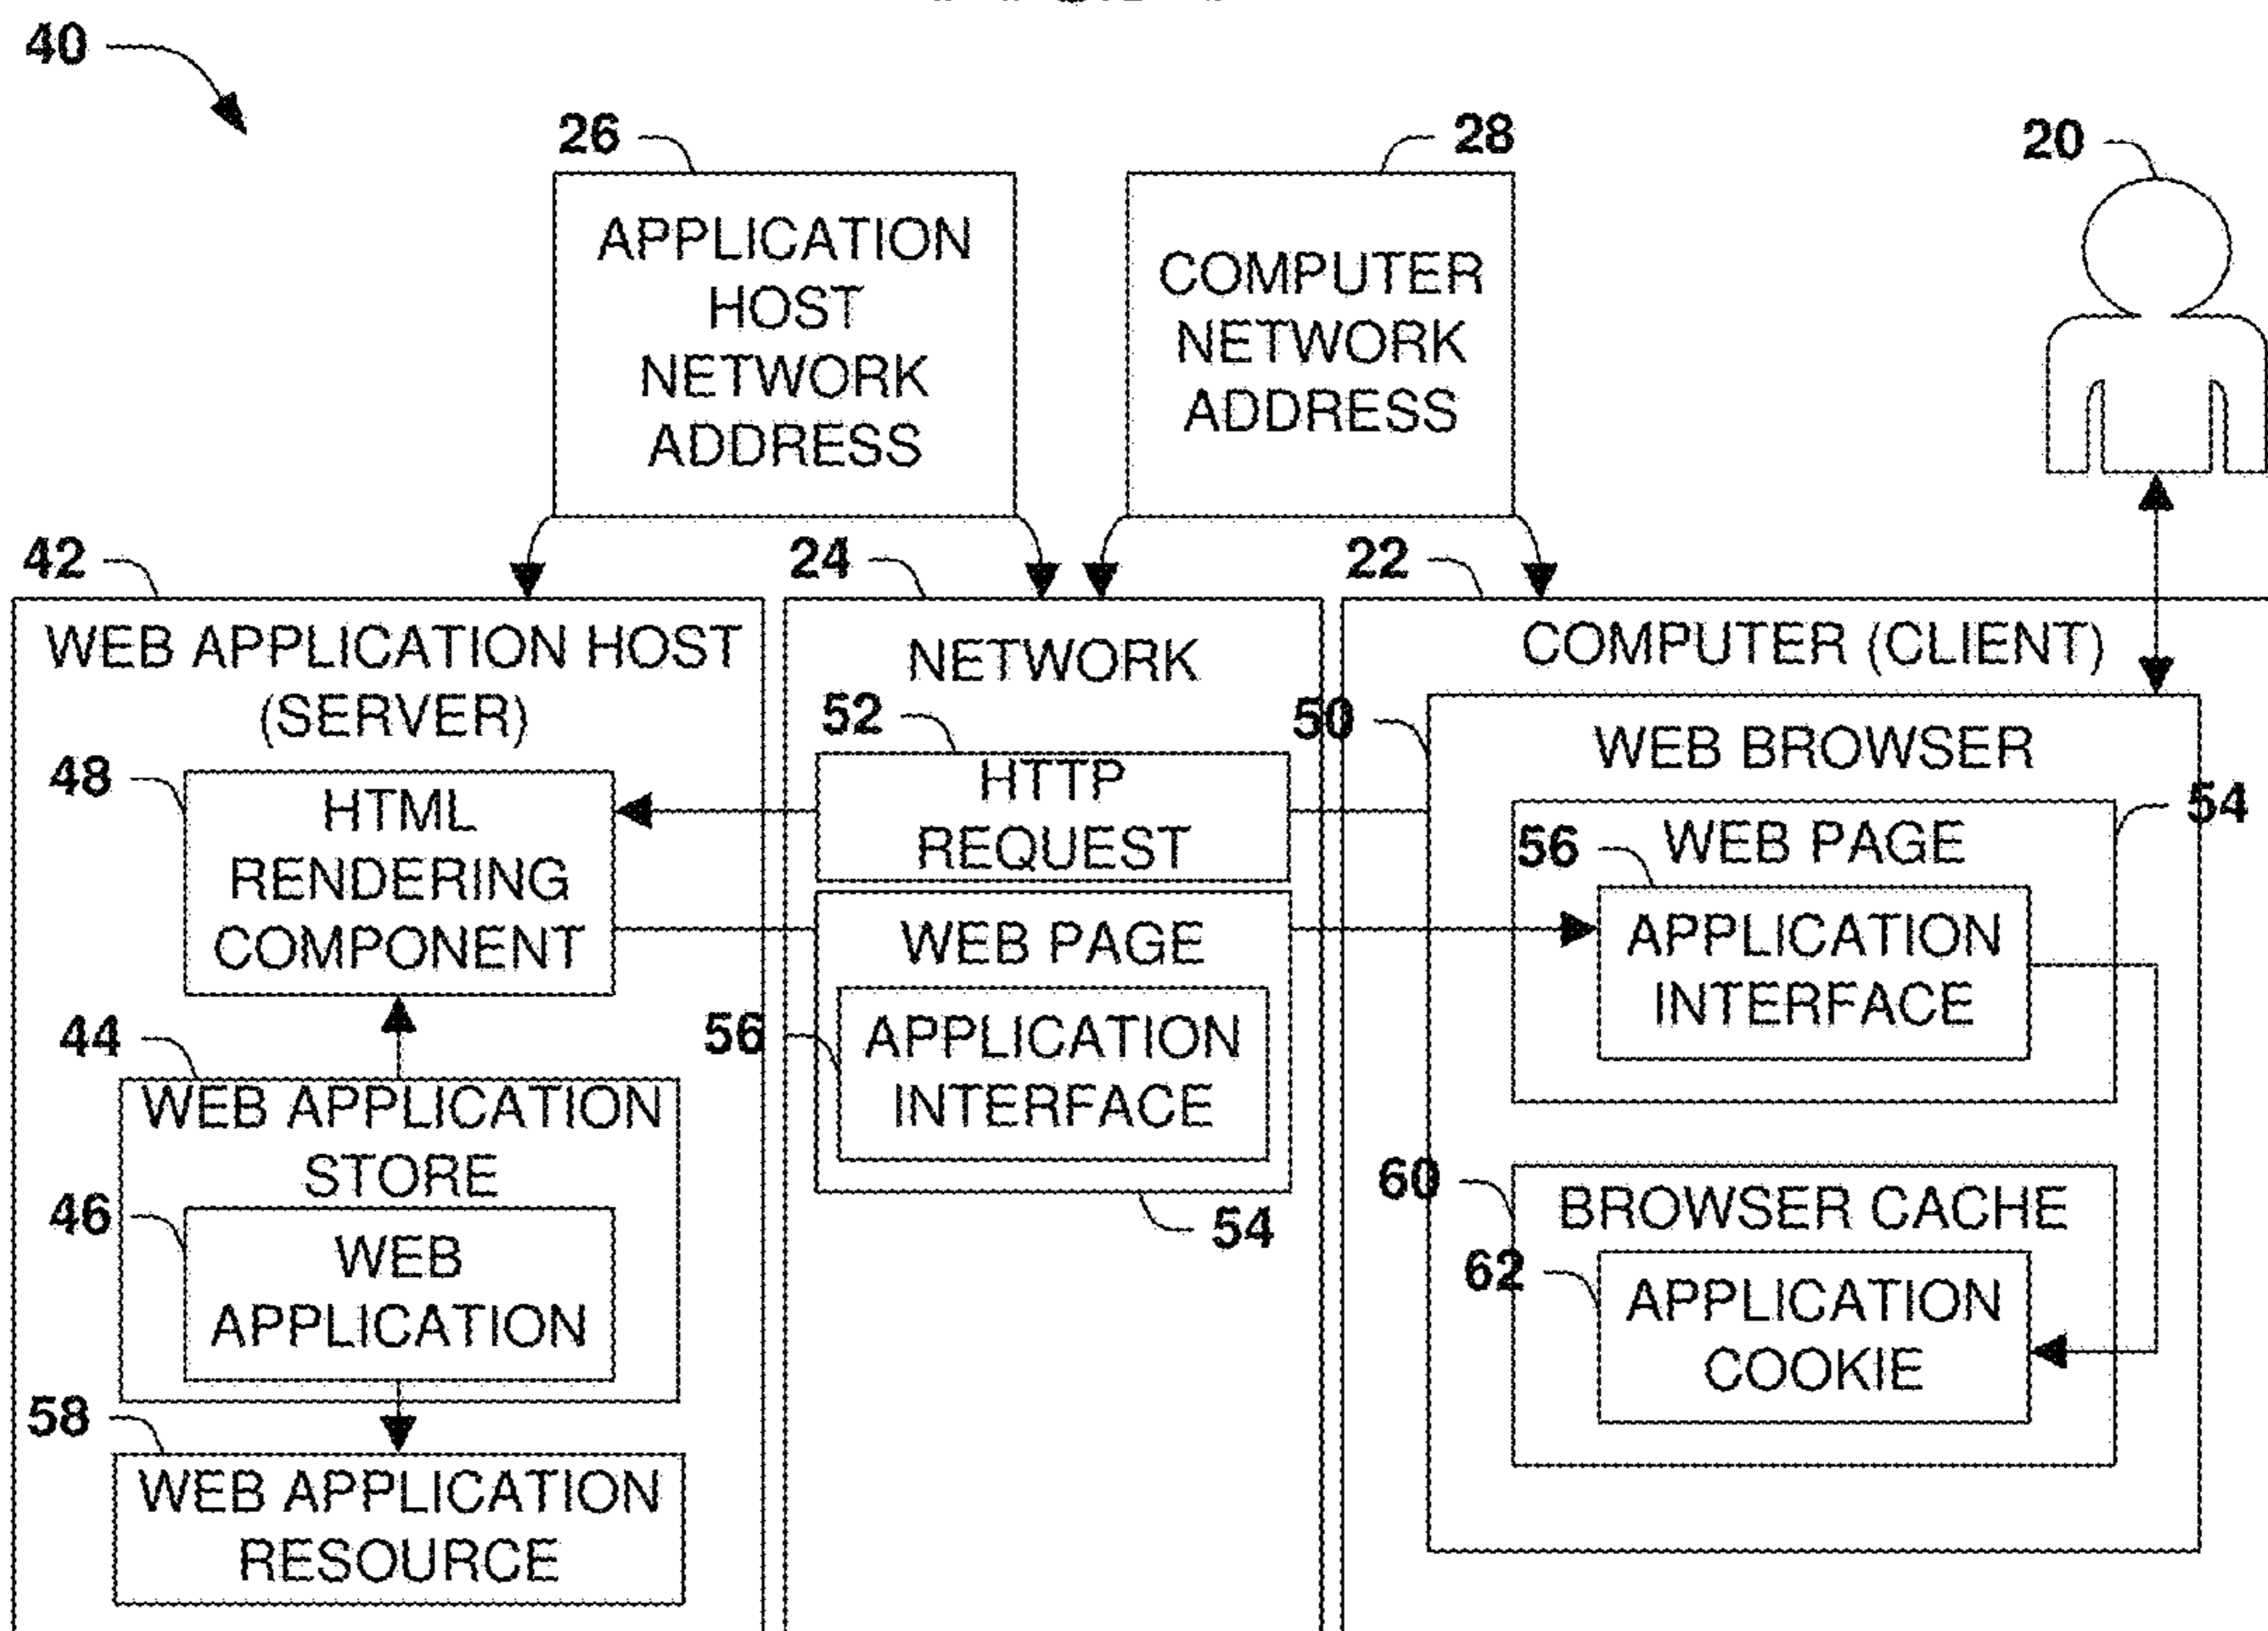 40
26
28
20
APPLICATION
HOST
NETWORK
ADDRESS
COMPUTER
NETWORK
ADDRESS
42
24
22
WEB APPLICATION HOST
(SERVER)
48
HTML
RENDERING
COMPONENT
44
WEB APPLICATION
STORE
46
WEB
APPLICATION
58
WEB APPLICATION
RESOURCE
NETWORK
52
HTTP
REQUEST
WEB PAGE
56
APPLICATION
INTERFACE
54
COMPUTER (CLIENT)
50
WEB BROWSER
54
WEB PAGE
56
APPLICATION
INTERFACE
60
BROWSER CACHE
62
APPLICATION
COOKIE